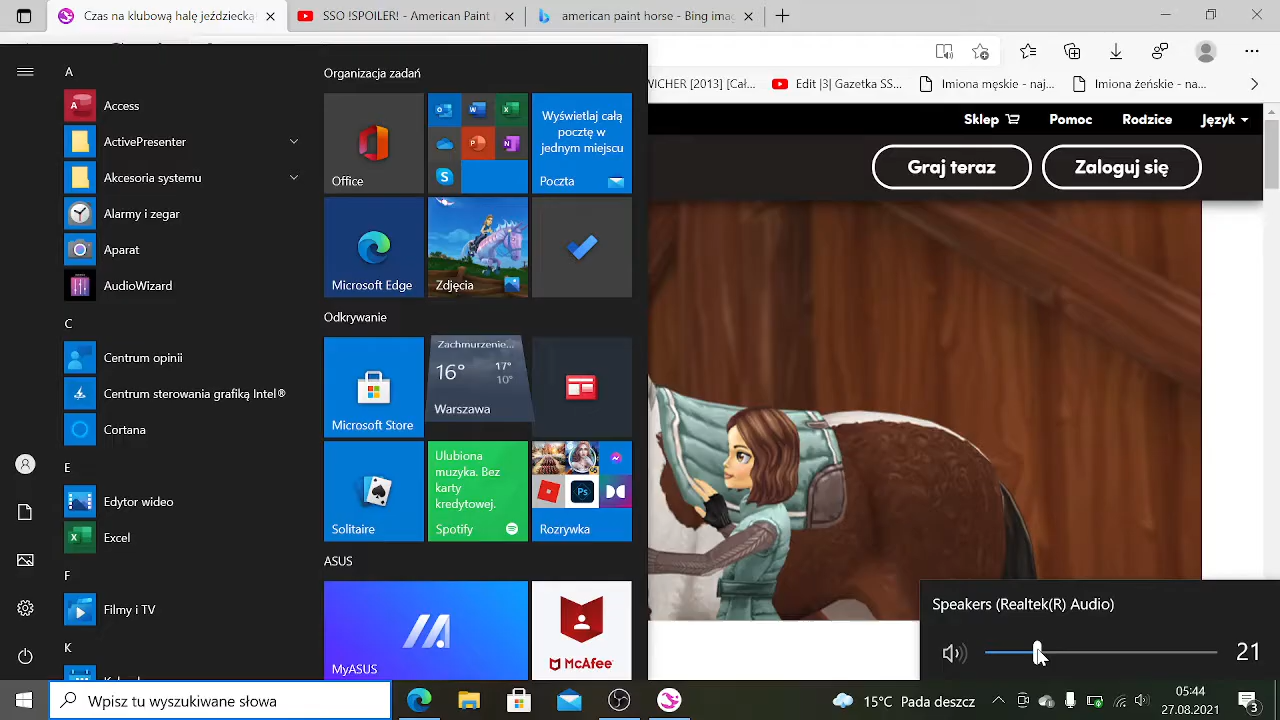 Czas na klubową halę jeździecką
SSO !SPOILER! - American Paint
american paint horse - Bing imag
WICHER [2013] [Cał...
Edit |3| Gazetka SS...
Imiona męskie - naj...
Imiona żeńskie - na...
Sklep
Pomoc
Rodzice
Język
Graj teraz
Zaloguj się
A
Access
ActivePresenter
Akcesoria systemu
Alarmy i zegar
Aparat
AudioWizard
C
Centrum opinii
Centrum sterowania grafiką Intel®
Cortana
E
Edytor wideo
Excel
F
Filmy i TV
K
Organizacja zadań
Office
Wyświetlaj całą
pocztę w
jednym miejscu
Poczta
Microsoft Edge
Zdjęcia
Odkrywanie
Microsoft Store
Zachmurzenie...
16°
17°
10°
Warszawa
Solitaire
Ulubiona
muzyka. Bez
karty
kredytowej.
Spotify
Ps
Rozrywka
ASUS
MyASUS
McAfee
Speakers (Realtek(R) Audio)
21
Wpisz tu wyszukiwane słowa
15°C Pada deszcz
05:44
27.08.2021
3